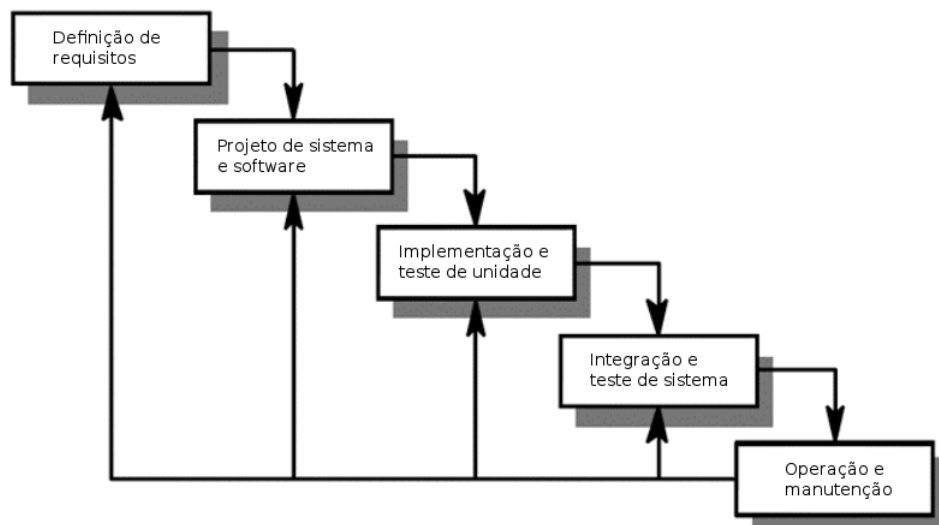 Definição de
requisitos
Projeto de sistema
e software
Implementação e
teste de unidade
Integração e
teste de sistema
Operação e
manutenção